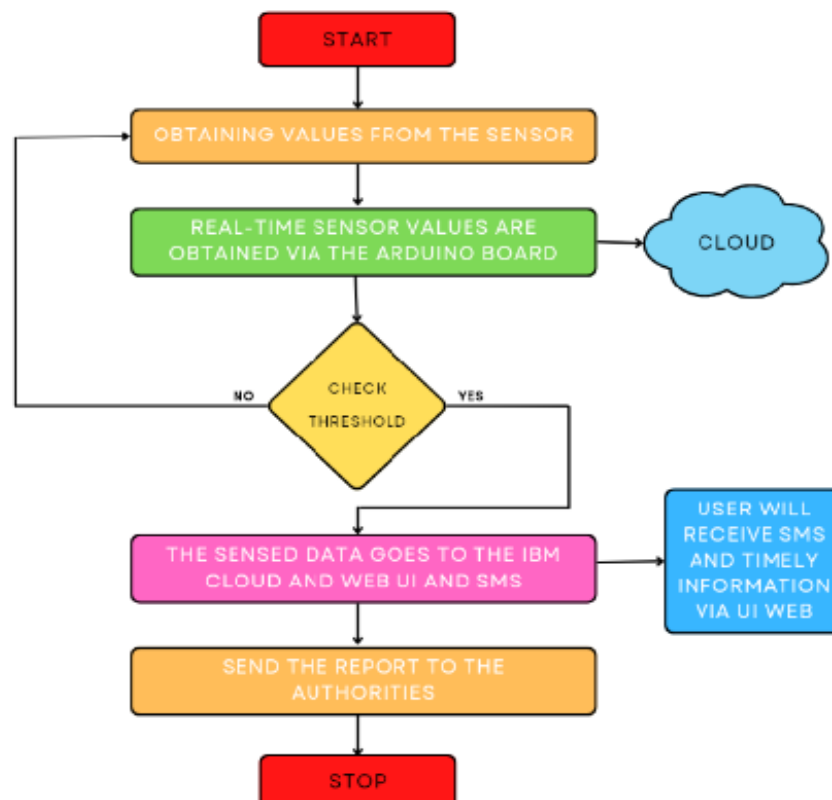 START
OBTAINING VALUES FROM THE SENSOR
REAL-TIME SENSOR VALUES ARE
OBTAINED VIA THE ARDUINO BOARD
CLOUD
CHECK
THRESHOLD
NO
YES
THE SENSED DATA GOES TO THE IBM
CLOUD AND WEB UI AND SMS
USER WILL
RECEIVE SMS
AND TIMELY
INFORMATION
VIA UI WEB
SEND THE REPORT TO THE
AUTHORITIES
STOP